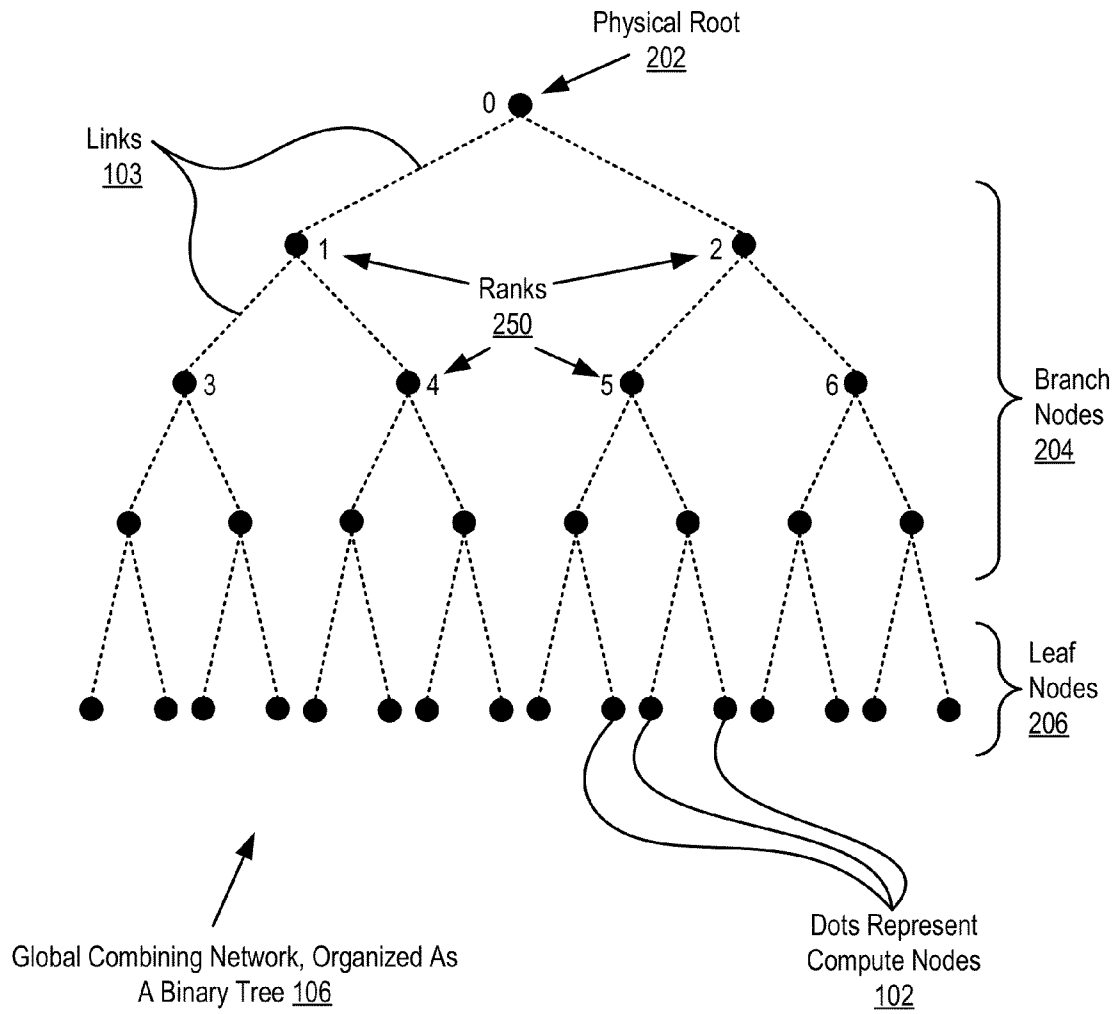 Physical Root
202
0
Links
103
1
2
Ranks
250
3
4
5
6
Branch
Nodes
204
Leaf
Nodes
206
Dots Represent
Compute Nodes
102
Global Combining Network, Organized As
A Binary Tree 106